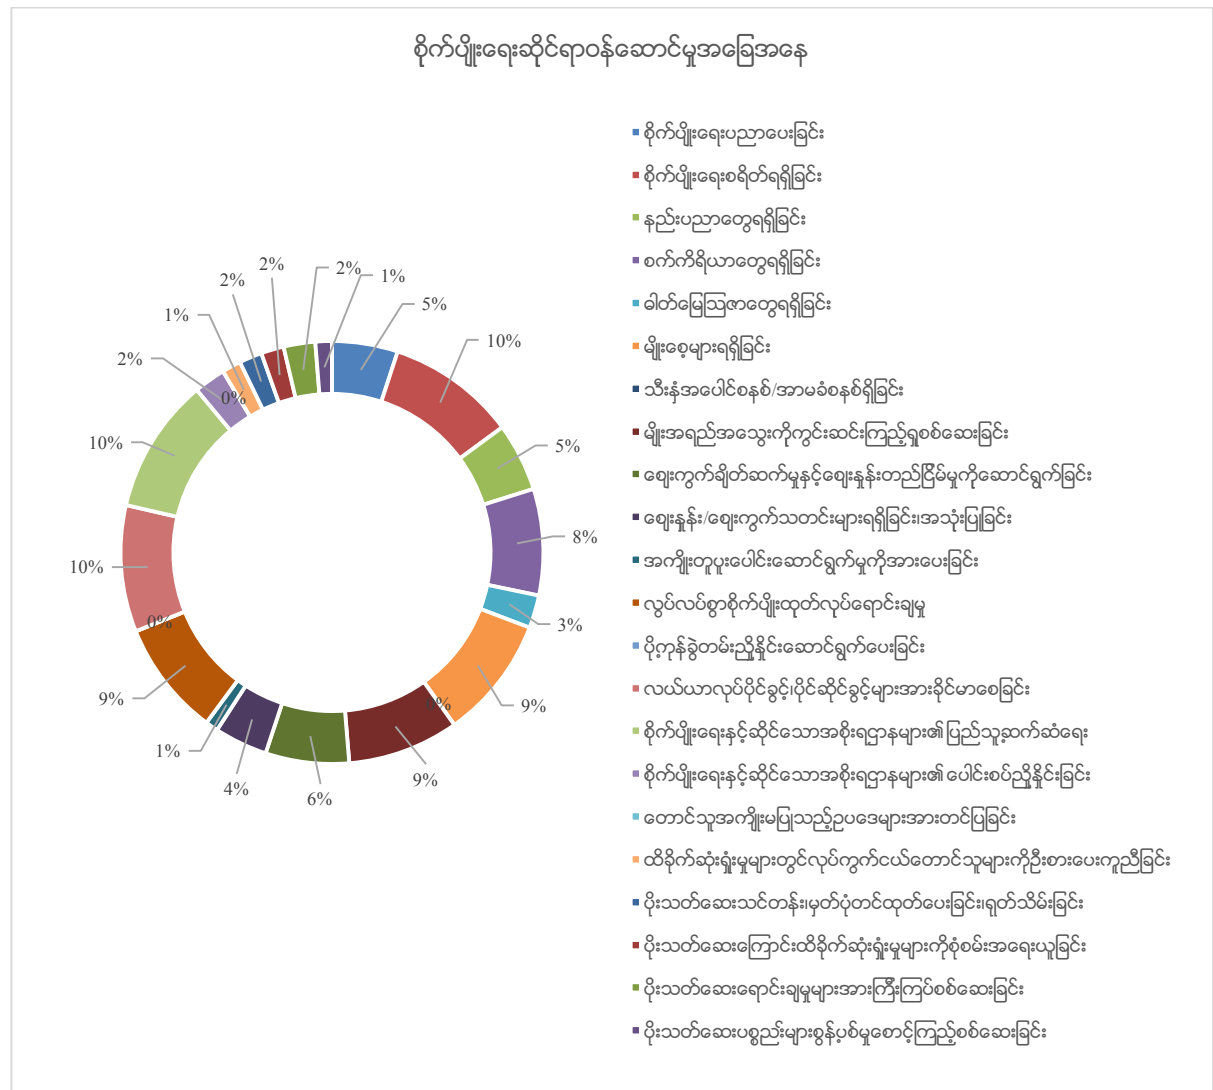 စိုက်ပျိုးရေးဆိုင်ရာဝန်ဆောင်မှုအခြေအနေ
စိုက်ပျိုးရေးပညာပေးခြင်း
စိုက်ပျိုးရေးစရိတ်ရရှိခြင်း
နည်းပညာတွေရရှိခြင်း
စက်ကိရိယာတွေရရှိခြင်း
ဓါတ်မြေဩဇာတွေရရှိခြင်း
မျိုးစေ့များရရှိခြင်း
သီးနှံအပေါင်စနစ်/အာမခံစနစ်ရှိခြင်း
မျိုးအရည်အသွေးကိုကွင်းဆင်းကြည့်ရှုစစ်ဆေးခြင်း
ဈေးကွက်ချိတ်ဆက်မှုနှင့်ဈေးနှုန်းတည်ငြိမ်မှုကိုဆောင်ရွက်ခြင်း
ဈေးနှုန်း/ဈေးကွက်သတင်းများရရှိခြင်း၊အသုံးပြုခြင်း
အကျိုးတူပူးပေါင်းဆောင်ရွက်မှုကိုအားပေးခြင်း
လွပ်လပ်စွာစိုက်ပျိုးထုတ်လုပ်ရောင်းချမှု
ပို့ကုန်ခွဲတမ်းညှိနှိုင်းဆောင်ရွက်ပေးခြင်း
လယ်ယာလုပ်ပိုင်ခွင့်၊ပိုင်ဆိုင်ခွင့်များအားခိုင်မာစေခြင်း
စိုက်ပျိုးရေးနှင့်ဆိုင်သောအစိုးရဌာနများ၏ပြည်သူ့ဆက်ဆံရေး
စိုက်ပျိုးရေးနှင့်ဆိုင်သောအစိုးရဌာနများ၏ပေါင်းစပ်ညှိနှိုင်းခြင်း
တောင်သူအကျိုးမပြုသည့်ဥပဒေများအားတင်ပြခြင်း
ထိခိုက်ဆုံးရှုံးမှုများတွင်လုပ်ကွက်ငယ်တောင်သူများကိုဦးစားပေးကူညီခြင်း
ပိုးသတ်ဆေးသင်တန်း၊မှတ်ပုံတင်ထုတ်ပေးခြင်း၊ရုတ်သိမ်းခြင်း
ပိုးသတ်ဆေးကြောင်းထိခိုက်ဆုံးရှုံးမှုများကိုစုံစမ်းအရေးယူခြင်း
ပိုးသတ်ဆေးရောင်းချမှုများအားကြီးကြပ်စစ်ဆေးခြင်း
ပိုးသတ်ဆေးပစ္စည်းများစွန့်ပစ်မှုစောင့်ကြည့်စစ်ဆေးခြင်း
5%
10%
5%
8%
3%
9%
0%
9%
6%
4%
1%
9%
0%
10%
10%
2%
0%
1%
2%
2%
2%
1%